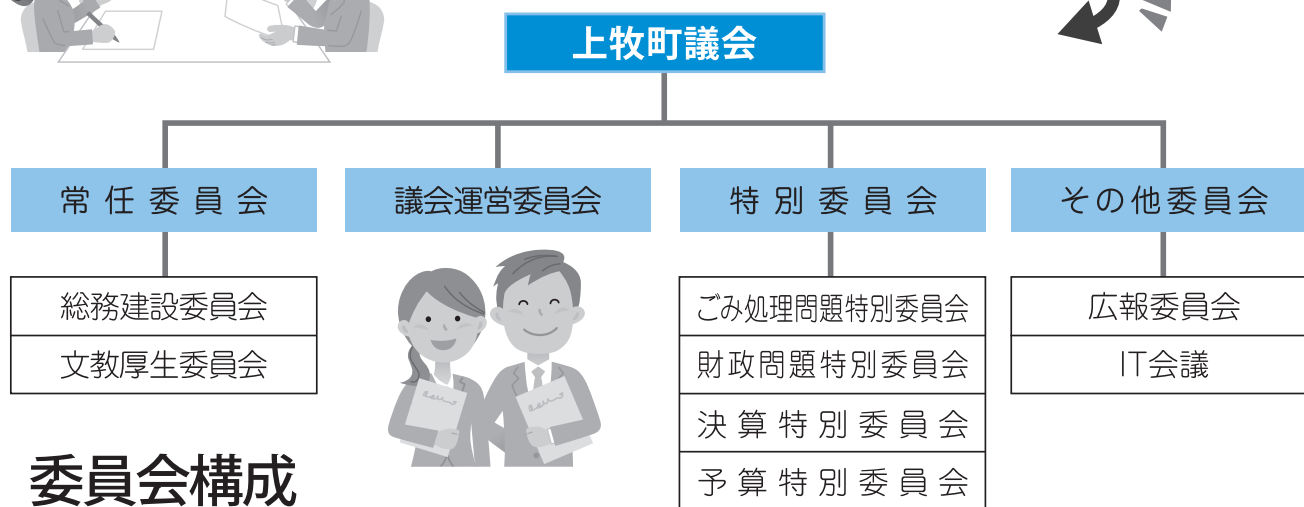 上牧町議会
常任委員会
議会運営委員会
特別委員会
その他委員会
総務建設委員会
文教厚生委員会
ごみ処理問題特別委員会
財政問題特別委員会
決算特別委員会
予算特別委員会
広報委員会
IT会議
委員会構成